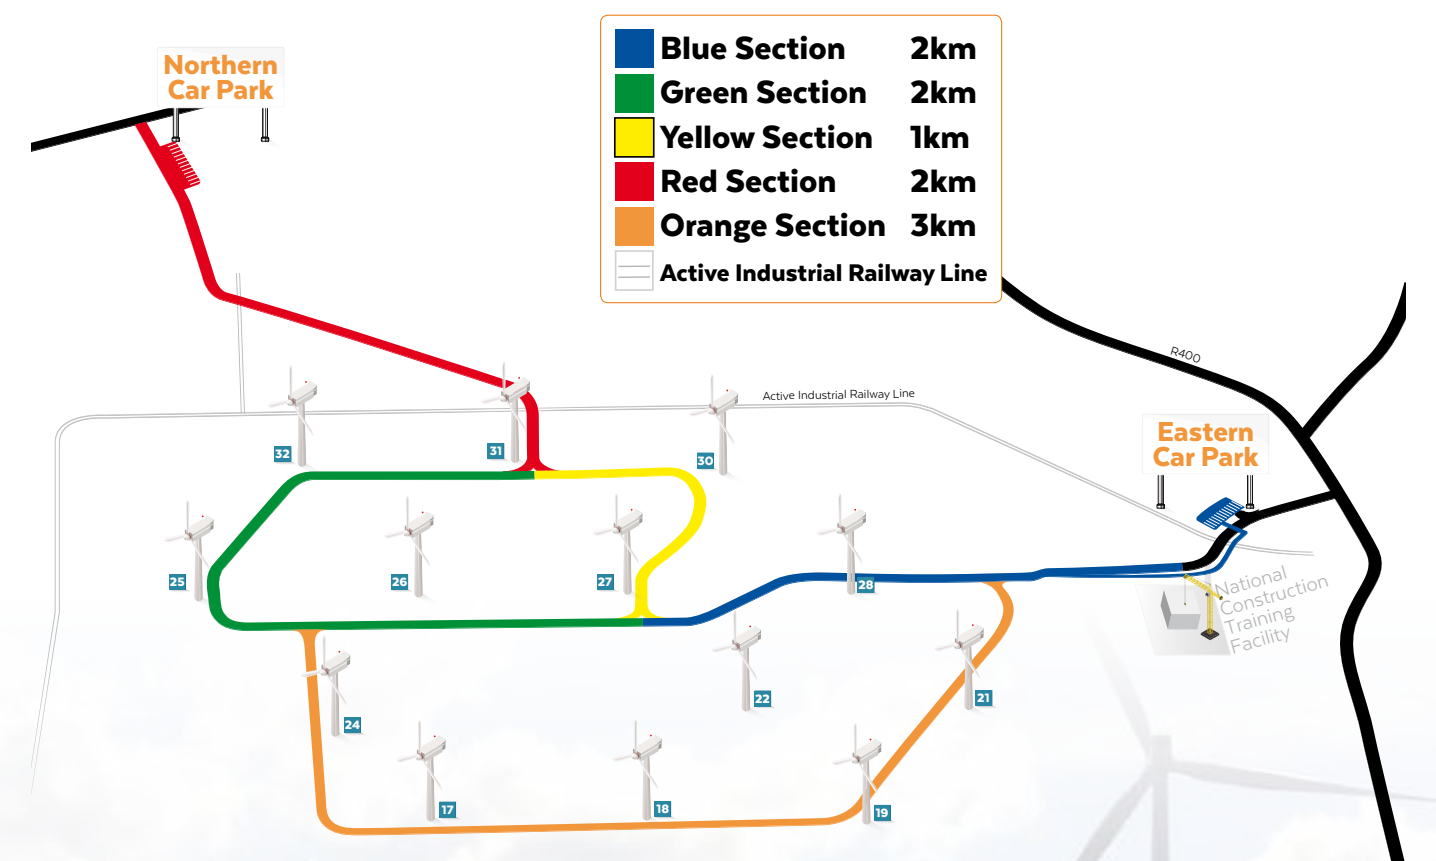 Northern
Car Park
Blue Section 2km
Green Section 2km
Yellow Section 1km
Red Section 2km
Orange Section 3km
Active Industrial Railway Line
R400
Active Industrial Railway Line
Eastern
Car Park
32
31
30
25
26
27
28
National
Construction
Training
Facility
24
22
21
17
18
19